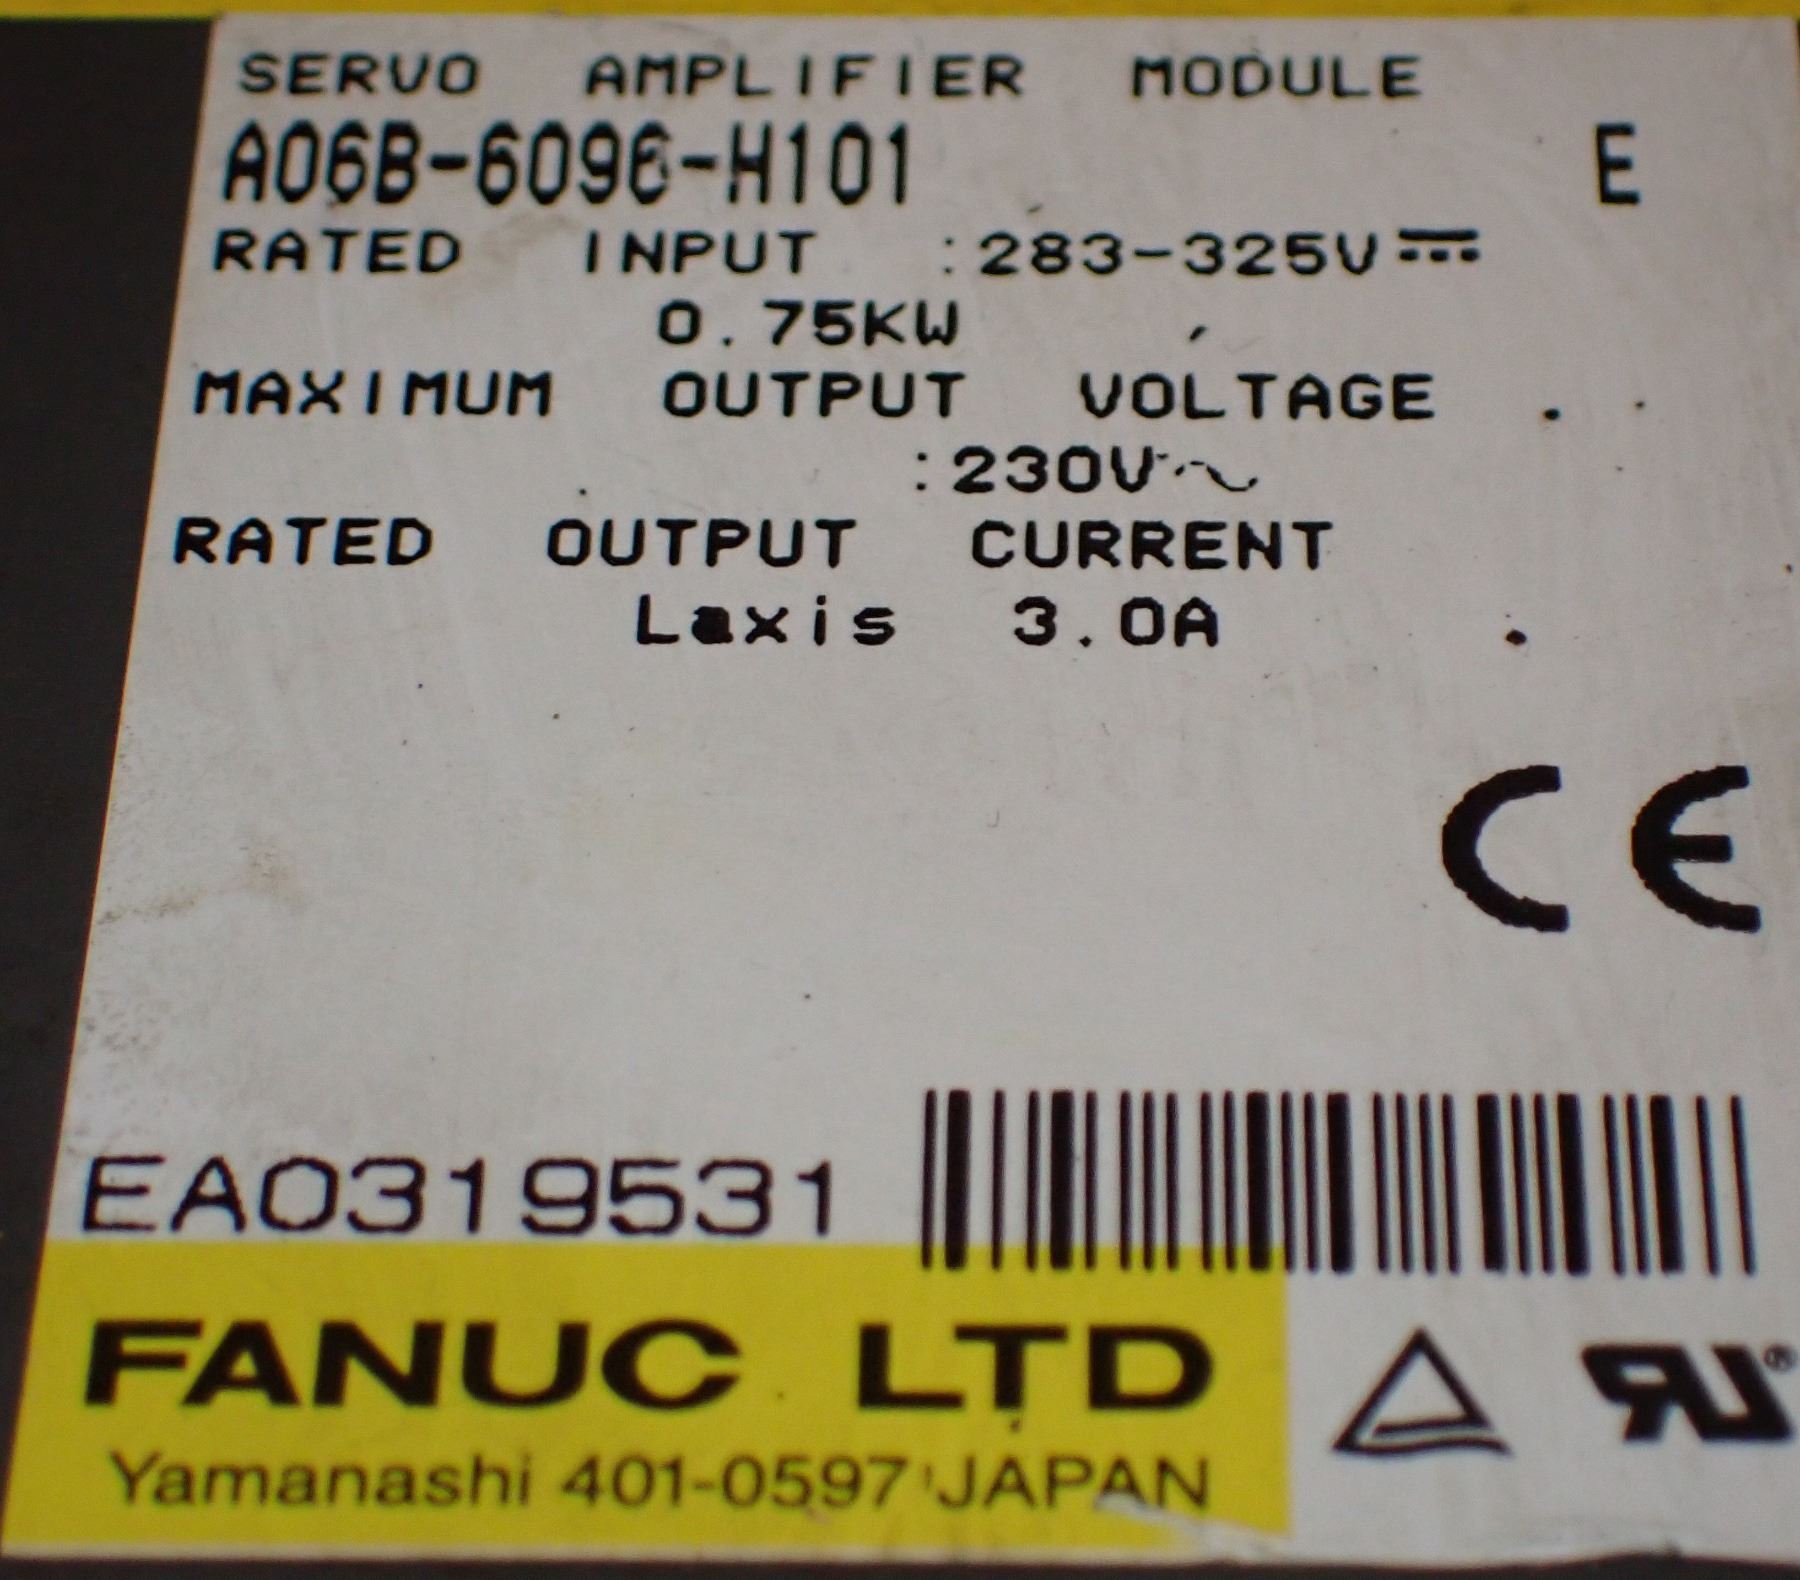 SERVO AMPLIFIER MODULE
A06B-6096-H101 E
RATED INPUT :283-325V⎓
0.75KW
MAXIMUM OUTPUT VOLTAGE
:230V~
RATED OUTPUT CURRENT
Laxis 3.0A
CE
EA0319531
FANUC LTD
Yamanashi 401-0597 JAPAN